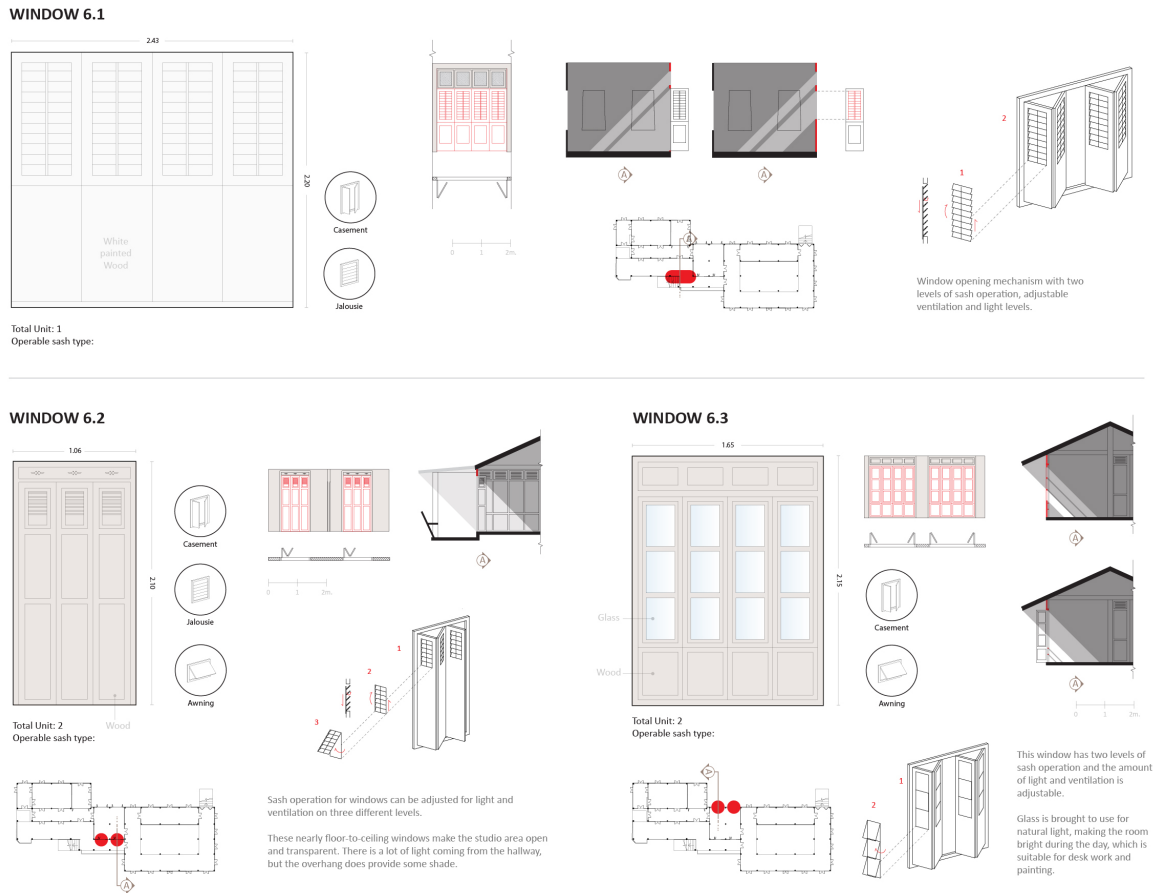 WINDOW 6.1
2.43
2.20
White
painted
Wood
Casement
Jalousie
Total Unit: 1
Operable sash type:
0 1 2m.
A
A
A
1
2
Window opening mechanism with two
levels of sash operation, adjustable
ventilation and light levels.
WINDOW 6.2
1.06
2.10
Wood
Casement
Jalousie
Awning
Total Unit: 2
Operable sash type:
A
0 1 2m.
1
2
3
A
Sash operation for windows can be adjusted for light and
ventilation on three different levels.
These nearly floor-to-ceiling windows make the studio area open
and transparent. There is a lot of light coming from the hallway,
but the overhang does provide some shade.
WINDOW 6.3
1.65
2.15
Glass
Wood
Casement
Awning
Total Unit: 2
Operable sash type:
A
A
0 1 2m.
A
1
2
This window has two levels of
sash operation and the amount
of light and ventilation is
adjustable.
Glass is brought to use for
natural light, making the room
bright during the day, which is
suitable for desk work and
painting.